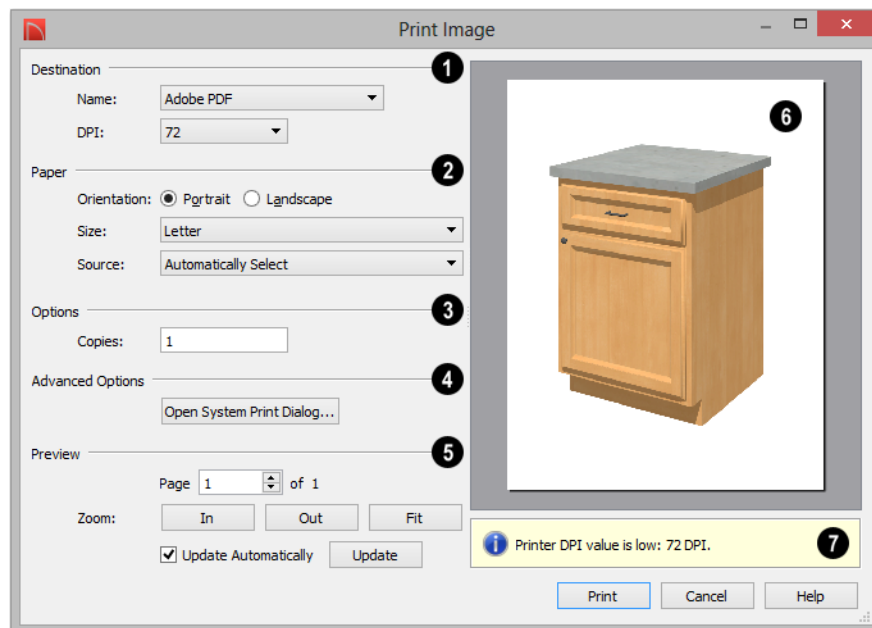 Print Image
Destination 1
Name: Adobe PDF
DPI: 72
Paper 2
Orientation: Portrait Landscape
Size: Letter
Source: Automatically Select
Options 3
Copies: 1
Advanced Options 4
Open System Print Dialog...
Preview 5
Page 1 of 1
Zoom: In Out Fit
Update Automatically Update
6
Printer DPI value is low: 72 DPI. 7
Print Cancel Help